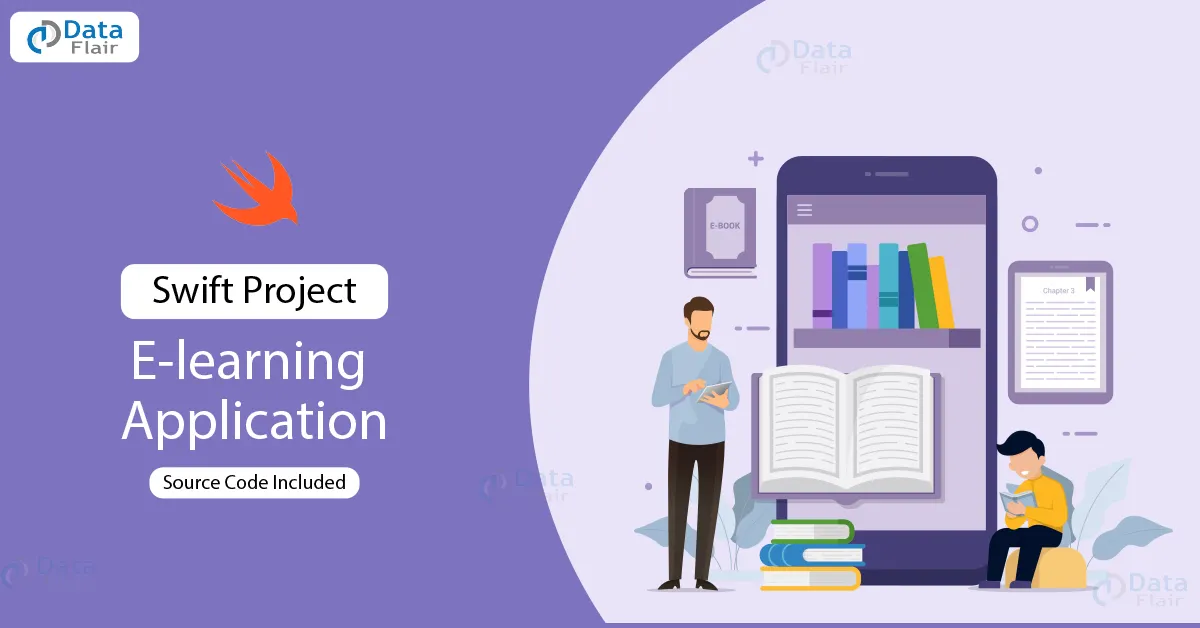 Data
Flair
Swift Project
E-learning
Application
Source Code Included
Data
Flair
E-BOOK
Chapter 3
Data
Flair
Data
Data
Flair